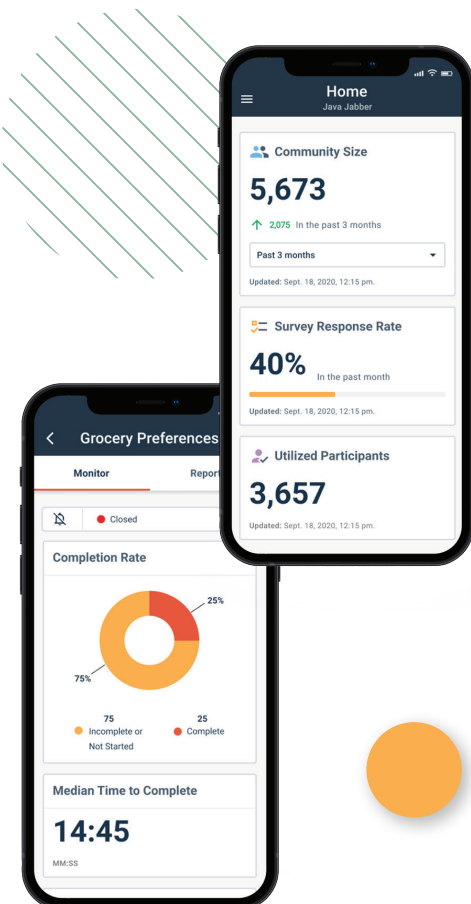 Home
Java Jabber
Community Size
5,673
2,075 In the past 3 months
Past 3 months
Updated: Sept. 18, 2020, 12:15 pm.
Survey Response Rate
40% In the past month
Updated: Sept. 18, 2020, 12:15 pm.
Utilized Participants
3,657
Updated: Sept. 18, 2020, 12:15 pm.
Grocery Preferences
Monitor Report
Closed
Completion Rate
25%
75%
75 25
Incomplete or Complete
Not Started
Median Time to Complete
14:45
MM:SS